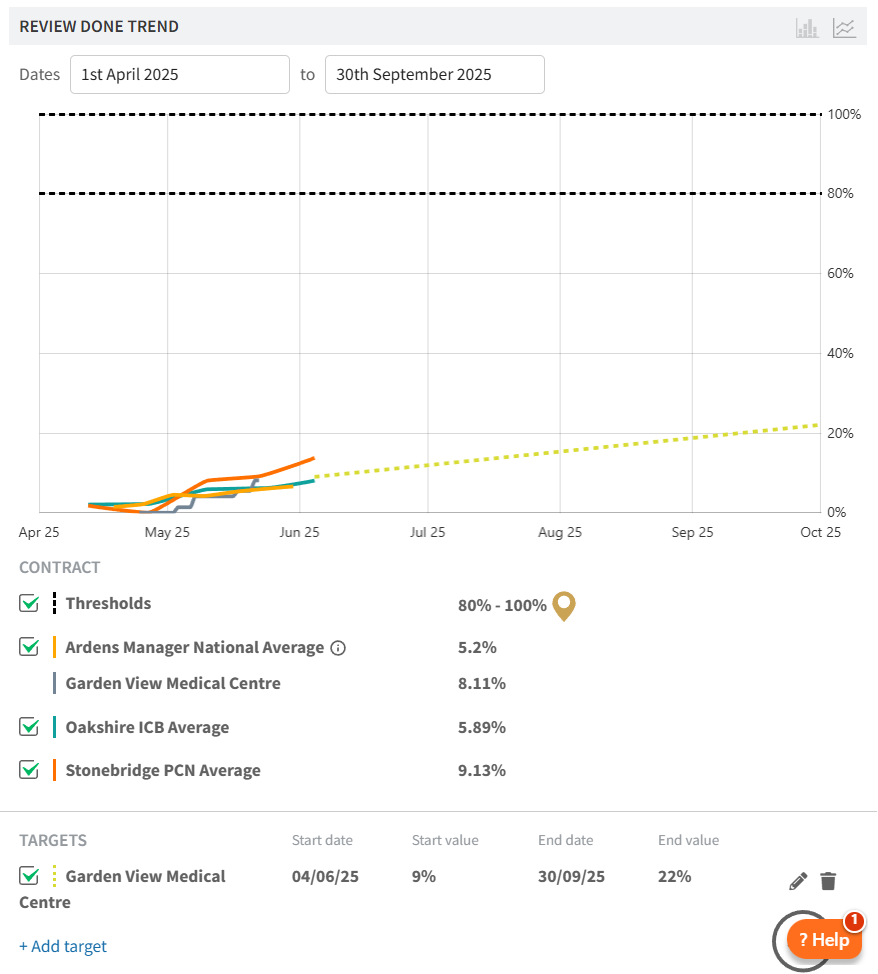 REVIEW DONE TREND
Dates 1st April 2025 to 30th September 2025
100%
80%
60%
40%
20%
0%
Apr 25 May 25 Jun 25 Jul 25 Aug 25 Sep 25 Oct 25
CONTRACT
Thresholds 80% - 100%
Ardens Manager National Average 5.2%
Garden View Medical Centre 8.11%
Oakshire ICB Average 5.89%
Stonebridge PCN Average 9.13%
TARGETS Start date Start value End date End value
Garden View Medical 04/06/25 9% 30/09/25 22%
Centre
+ Add target
? Help 1